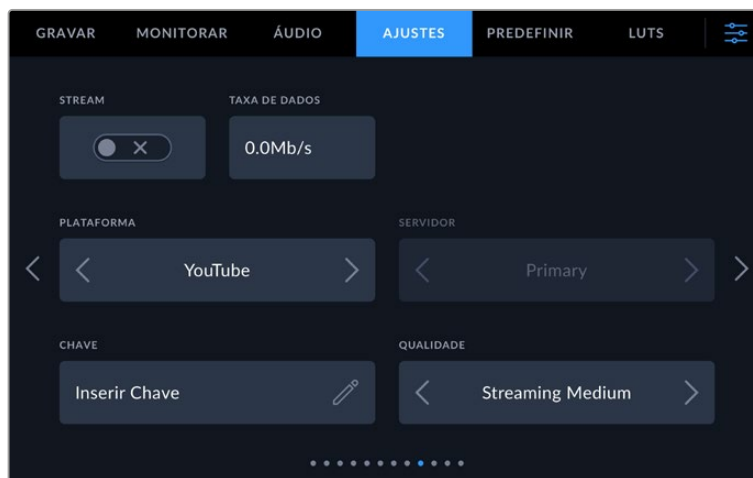 GRAVAR MONITORAR ÁUDIO AJUSTES PREDEFINIR LUTS
STREAM TAXA DE DADOS
0.0Mb/s
PLATAFORMA SERVIDOR
YouTube Primary
CHAVE QUALIDADE
Inserir Chave Streaming Medium